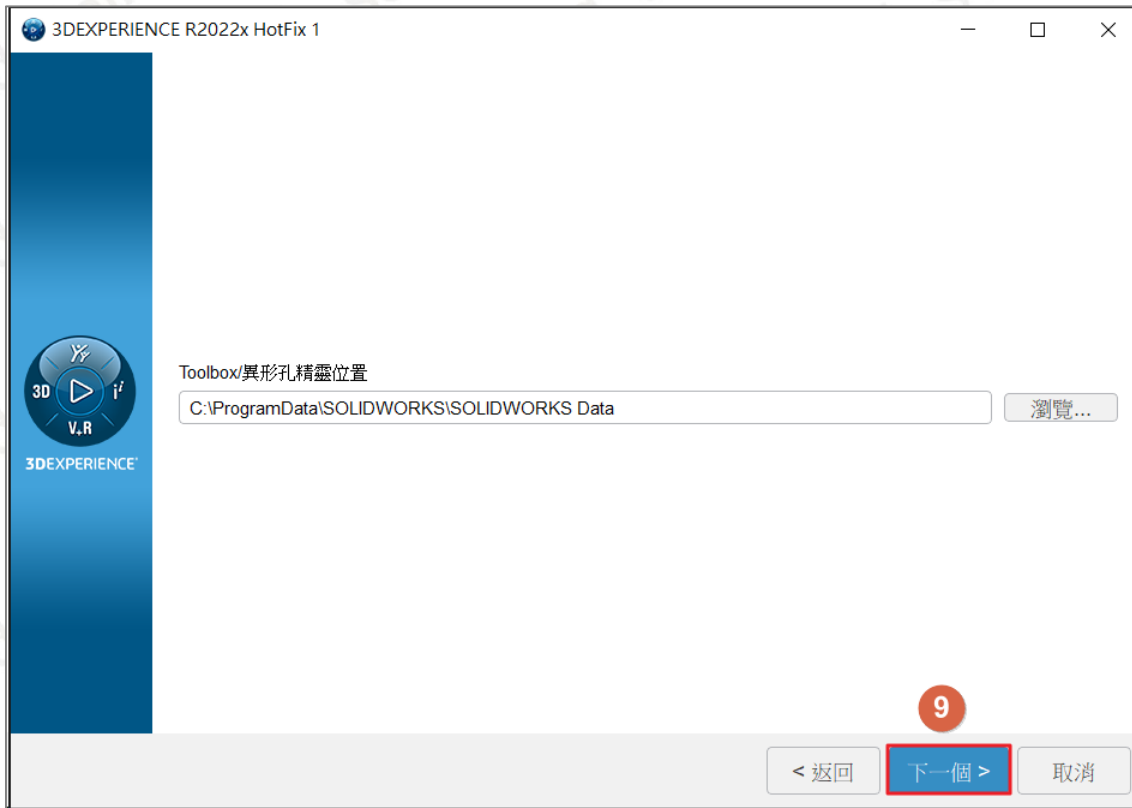 3DEXPERIENCE R2022x HotFix 1
3D
V+R
i
3DEXPERIENCE
Toolbox/異形孔精靈位置
C:\ProgramData\SOLIDWORKS\SOLIDWORKS Data
瀏覽...
9
< 返回
下一個 >
取消